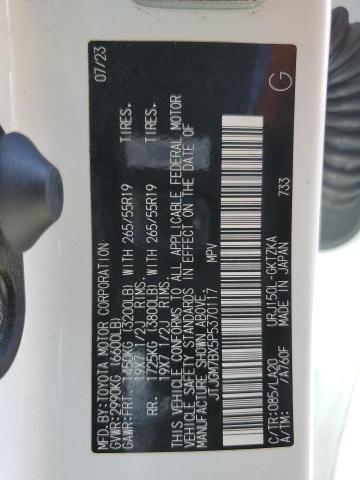 MFD.BY:TOYOTA MOTOR CORPORATION 07/23
GVWR:2990KG (6600LB)
GAWR:FRT- 1450KG (3200LB) WITH 265/55R19 TIRES.
19X7 1/2J RIMS.
RR. 1725KG (3800LB) WITH 265/55R19 TIRES.
19X7 1/2J RIMS.
THIS VEHICLE CONFORMS TO ALL APPLICABLE FEDERAL MOTOR
VEHICLE SAFETY STANDARDS IN EFFECT ON THE DATE OF
MANUFACTURE SHOWN ABOVE.
JTJGM7BX5P5370117 MPV
C/TR:085/LA20 URJ150L-GKTZKA
A/TM: /A760F MADE IN JAPAN 733
G